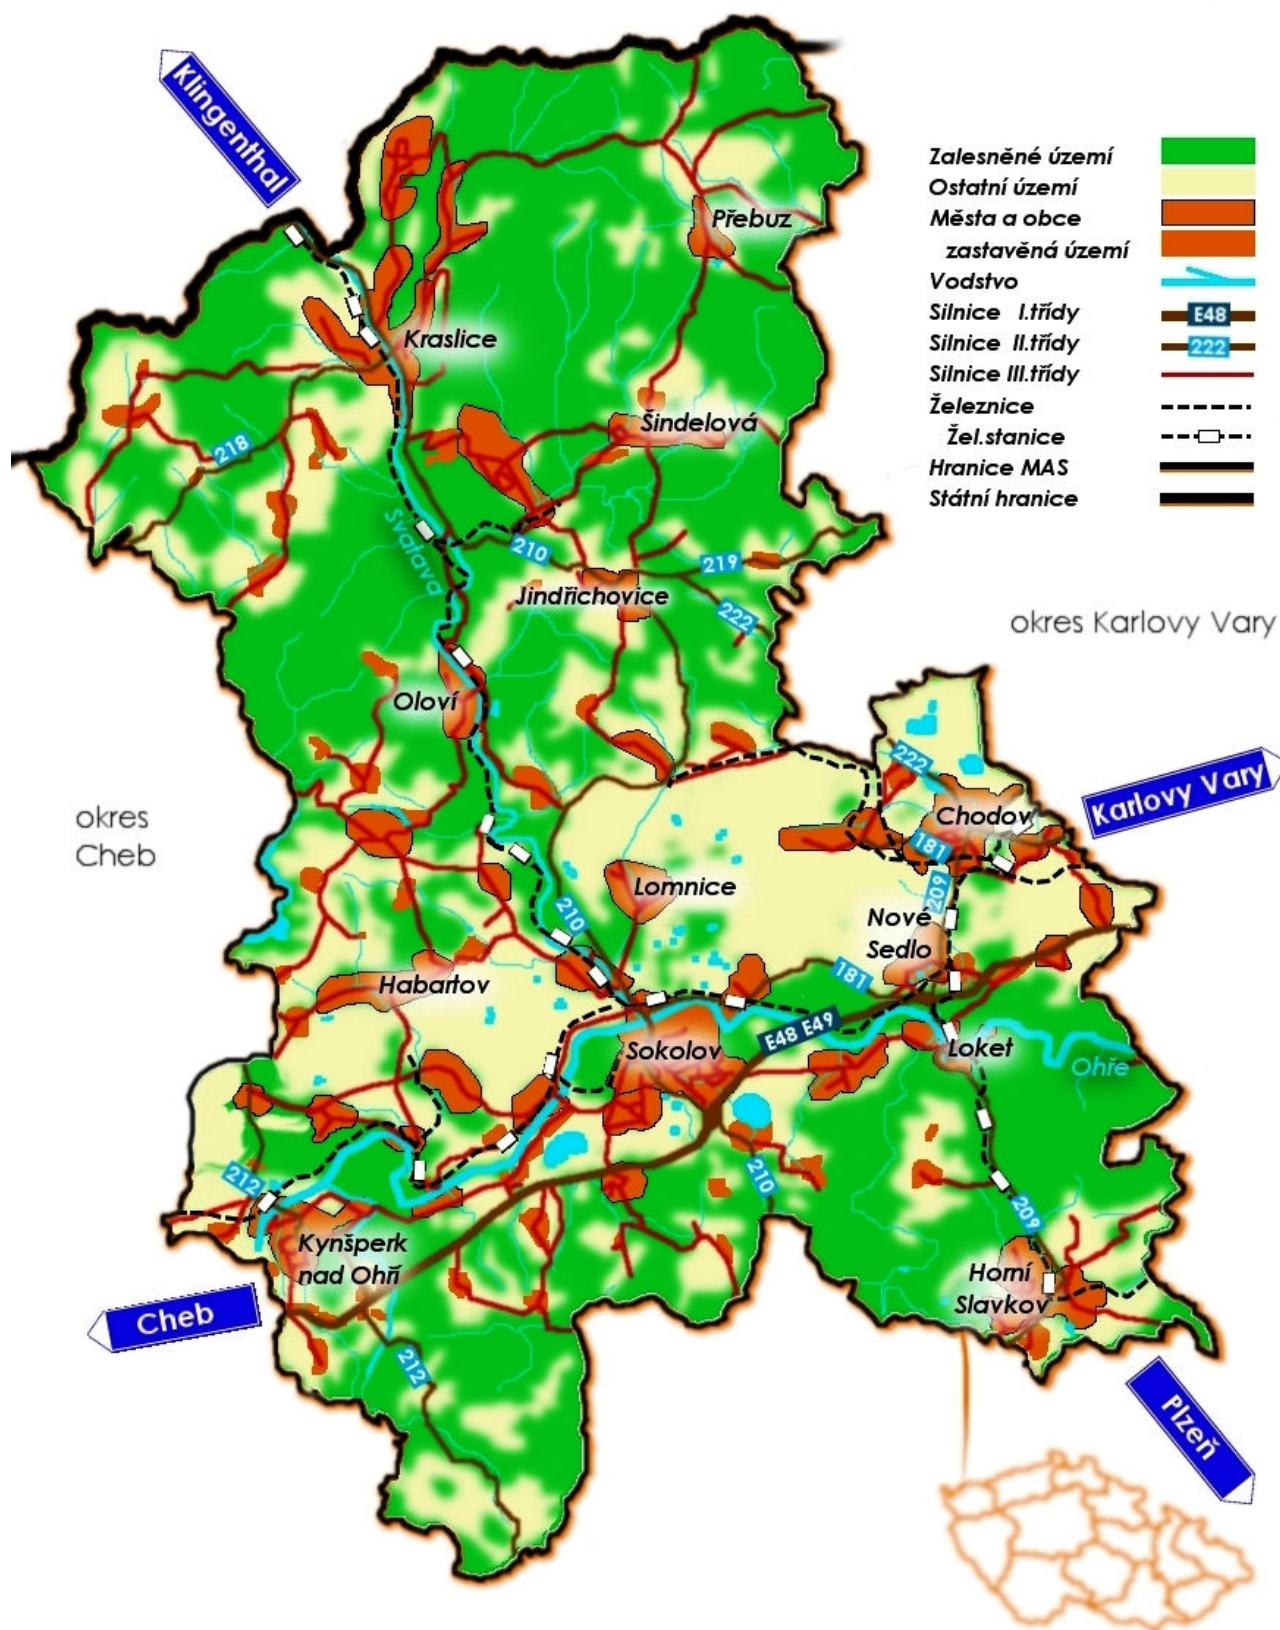 Klingenthal
Zalesněné území
Ostatní území
Města a obce
zastavěná území
Vodstvo
Silnice I.třídy
E48
Silnice II.třídy
222
Silnice III.třídy
Železnice
Žel.stanice
Hranice MAS
Státní hranice
Přebuz
Kraslice
Šindelová
218
Svatava
210
219
Jindřichovice
222
okres Karlovy Vary
Oloví
222
Karlovy Vary
okres
Cheb
Chodov
181
Lomnice
209
210
Nové
Sedlo
Habartov
181
E48 E49
Sokolov
Loket
Ohře
212
210
209
Kynšperk
nad Ohří
Horní
Slavkov
Cheb
212
Plzeň